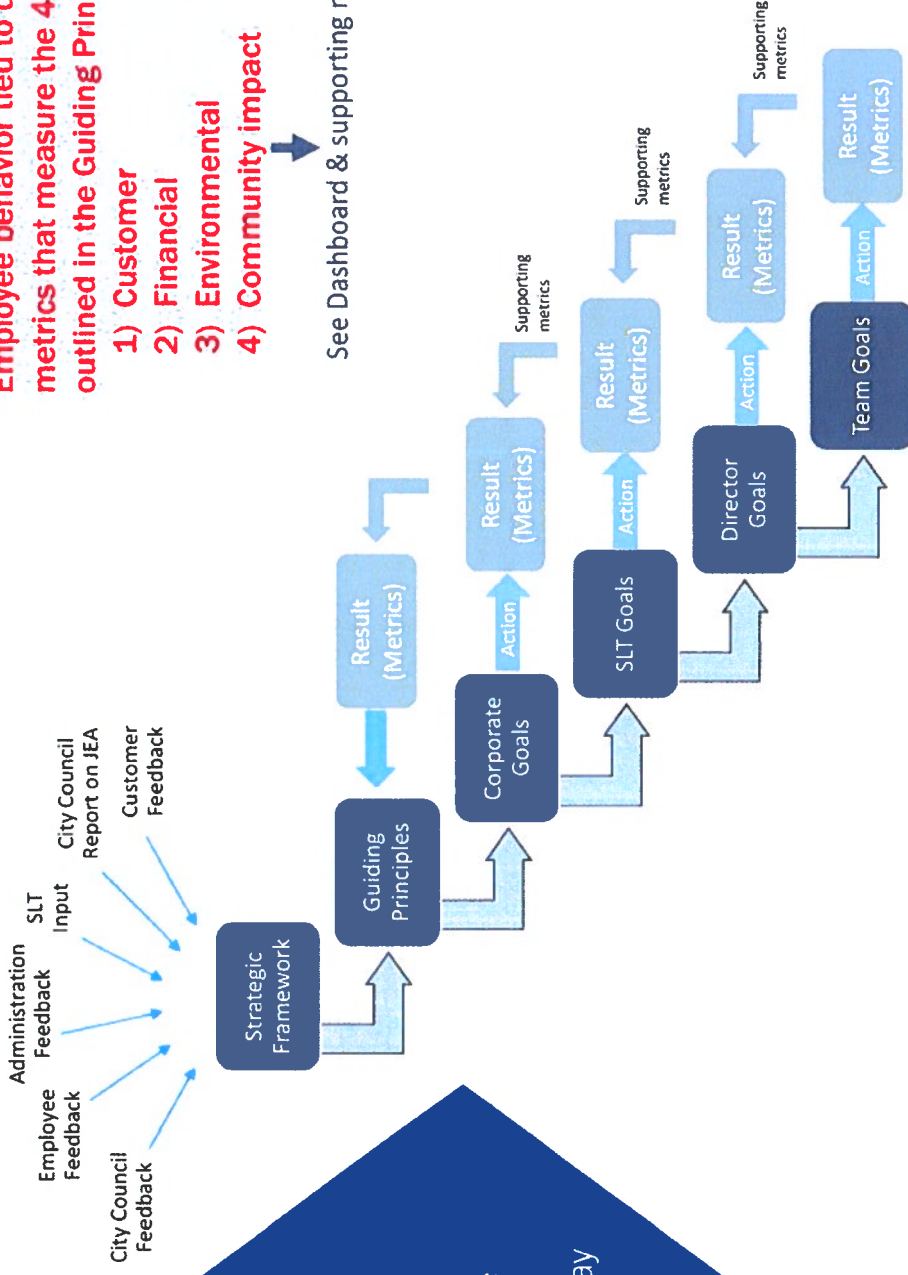 Employee behavior tied to
metrics that measure the 4
outlined in the Guiding Prin
1) Customer
2) Financial
3) Environmental
4) Community impact
See Dashboard & supporting
City Council
Feedback
Employee
Feedback
Administration
Feedback
SLT
Input
City Council
Report on JEA
Customer
Feedback
Strategic
Framework
Guiding
Principles
Result
(Metrics)
Corporate
Goals
Action
Result
(Metrics)
Supporting
metrics
SLT Goals
Action
Result
(Metrics)
Supporting
metrics
Director
Goals
Action
Result
(Metrics)
Supporting
metrics
Team Goals
Action
Result
(Metrics)
ay